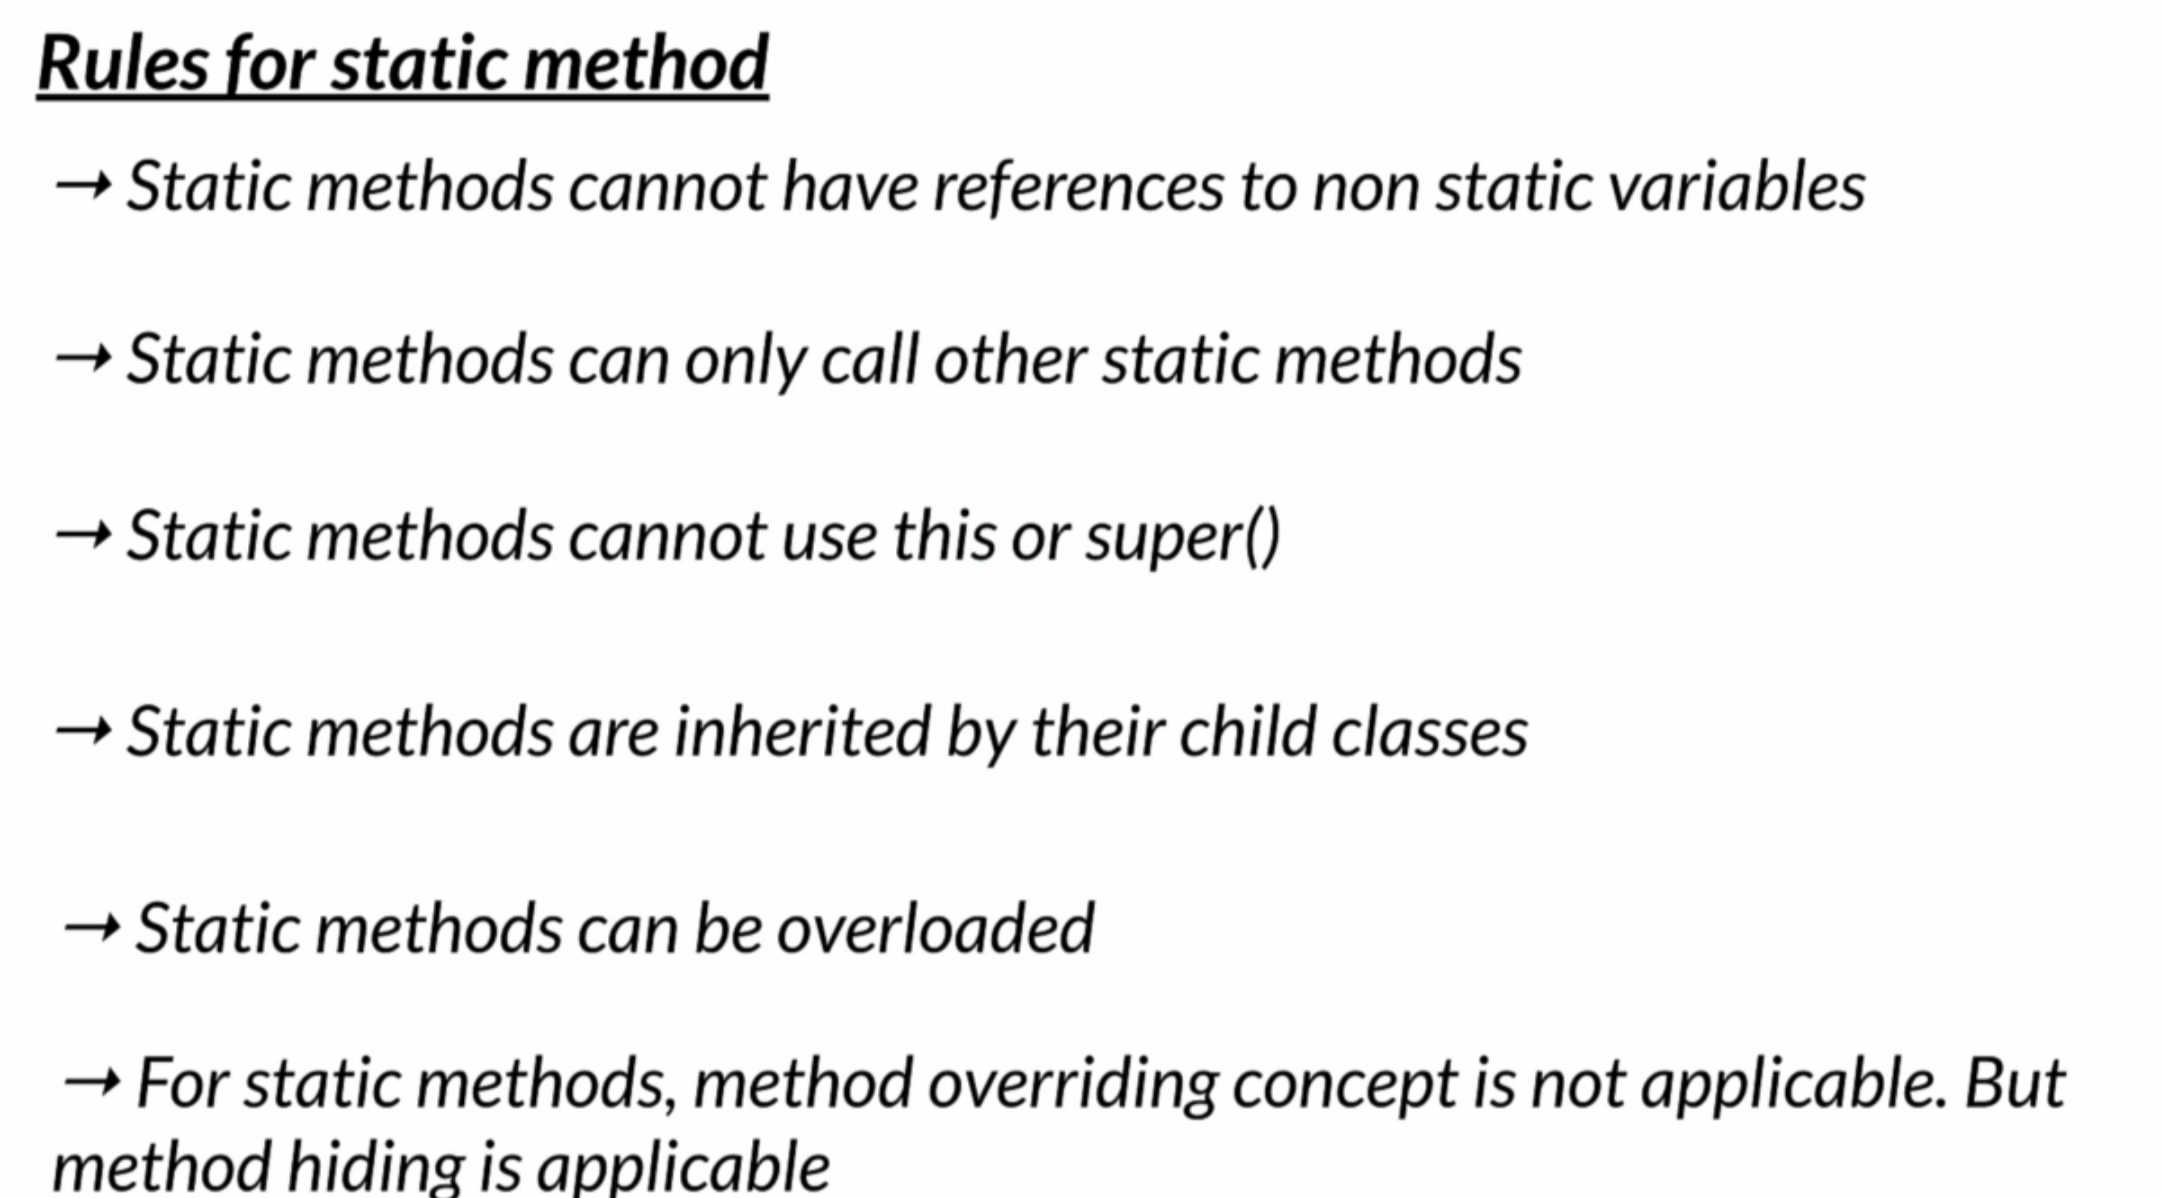 Rules for static method
→ Static methods cannot have references to non static variables
→ Static methods can only call other static methods
→ Static methods cannot use this or super()
→ Static methods are inherited by their child classes
→ Static methods can be overloaded
→ For static methods, method overriding concept is not applicable. But
method hiding is applicable